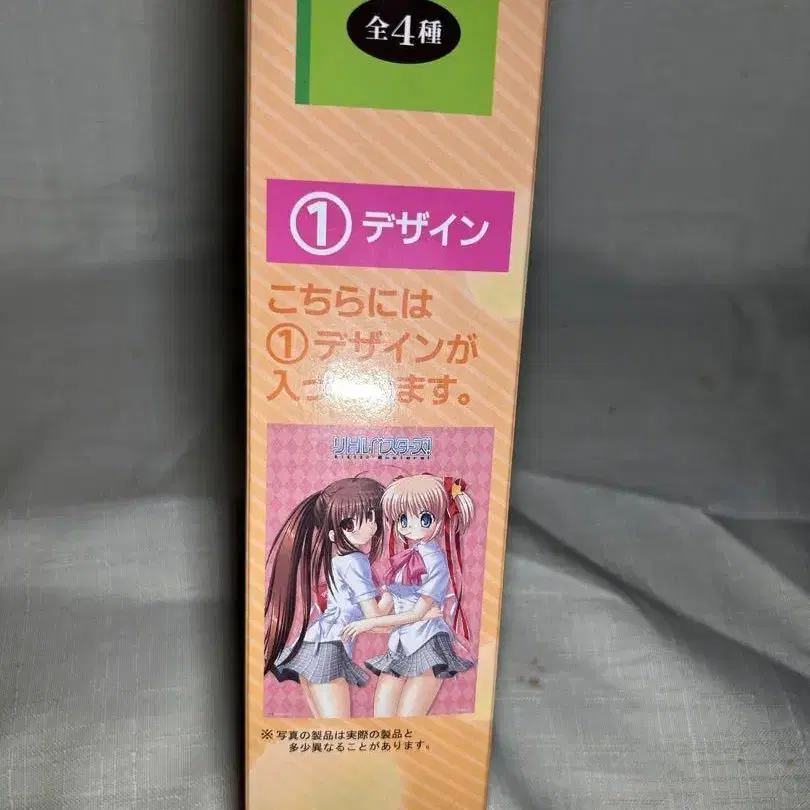 全4種
①デザイン
こちらには
①デザインが
入っ ます。
リトルバスターズ!
※写真の製品は実際の製品と
多少異なることがあります。